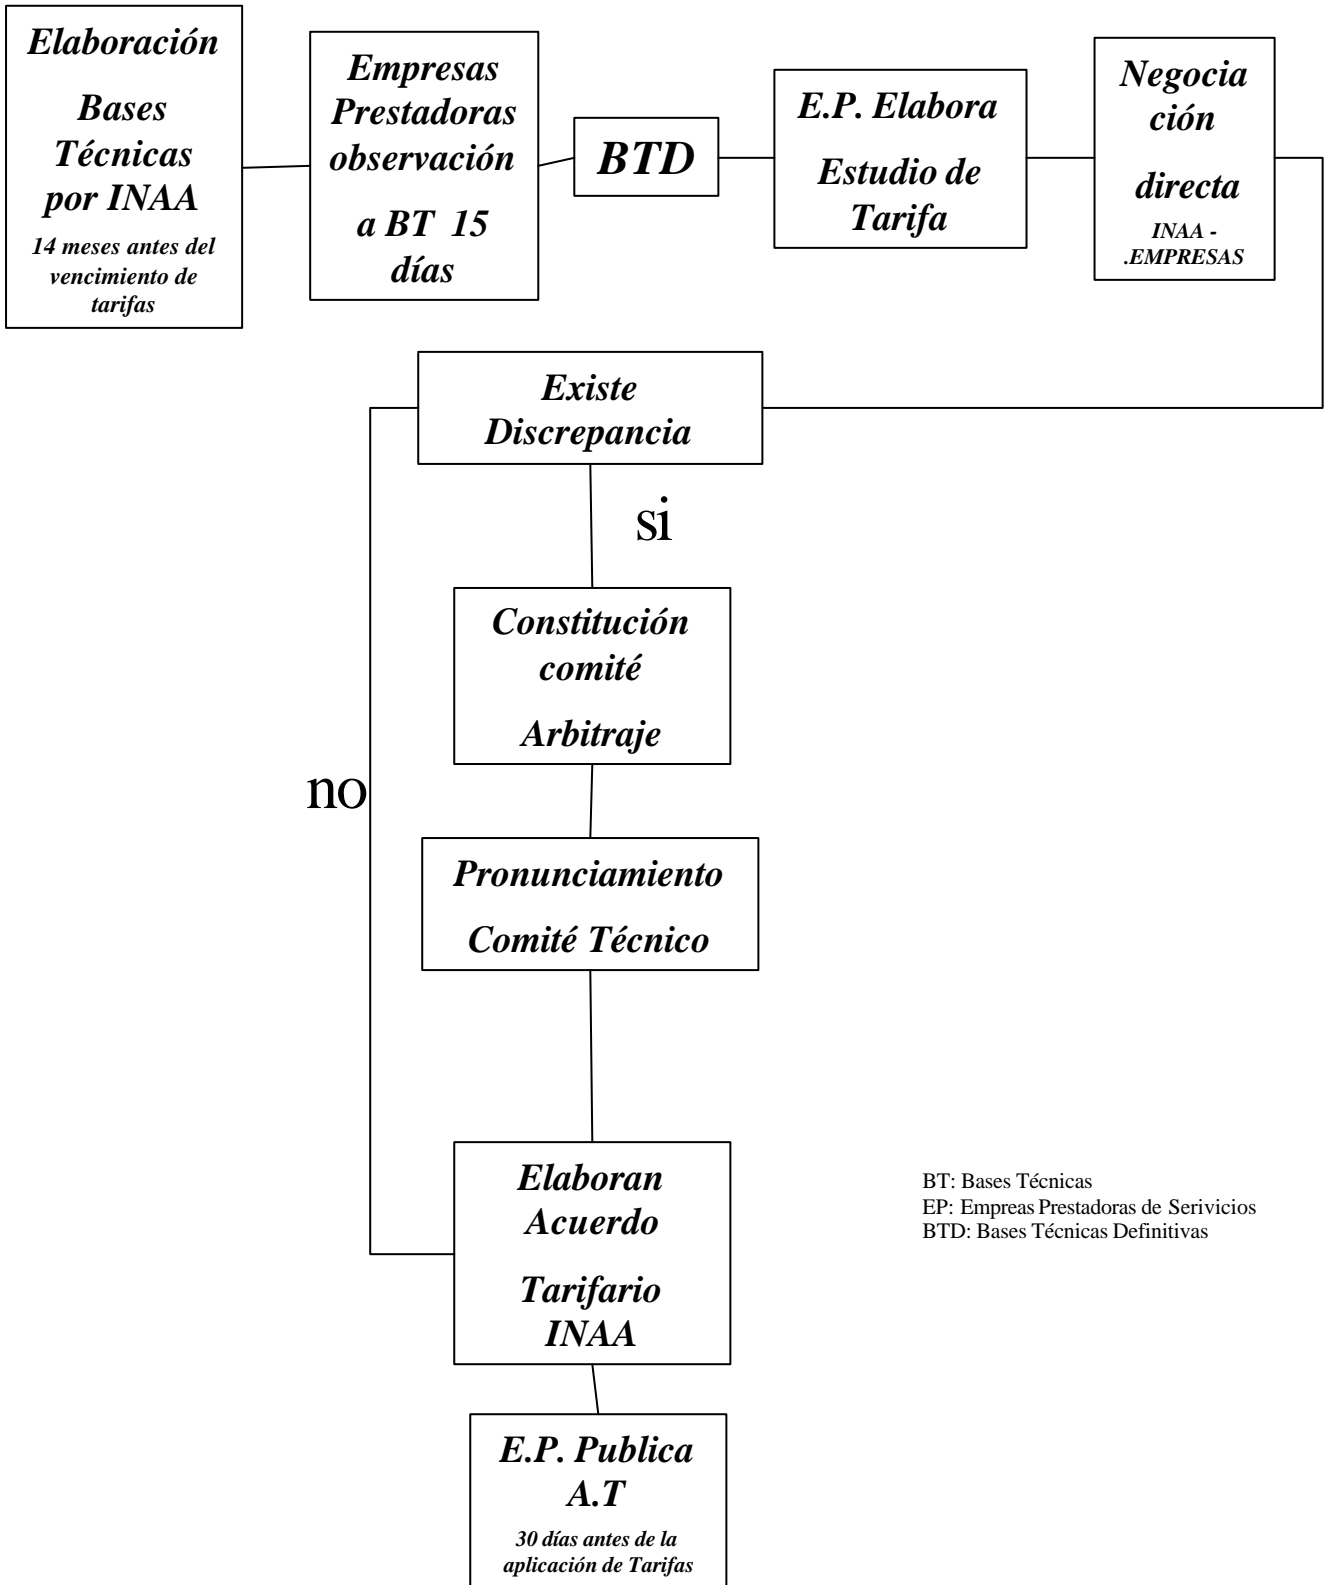 Elaboración
Bases
Técnicas
por INAA
14 meses antes del
vencimiento de
tarifas
Empresas
Prestadoras
observación
a BT 15
días
BTD
E.P. Elabora
Estudio de
Tarifa
Negocia
ción
directa
INAA -
.EMPRESAS
Existe
Discrepancia
si
Constitución
comité
Arbitraje
no
Pronunciamiento
Comité Técnico
Elaboran
Acuerdo
Tarifario
INAA
BT: Bases Técnicas
EP: Empreas Prestadoras de Serivicios
BTD: Bases Técnicas Definitivas
E.P. Publica
A.T
30 días antes de la
aplicación de Tarifas